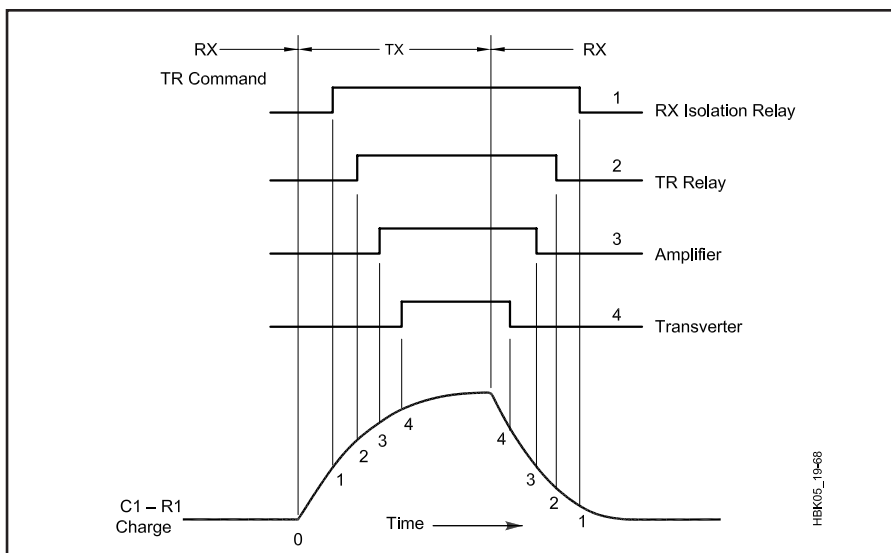 RX TX RX
TR Command
1
RX Isolation Relay
2
TR Relay
3
Amplifier
4
Transverter
4
3
2
1
4
3
2
1
C1 – R1
Charge
Time
0
HBK05_19-68